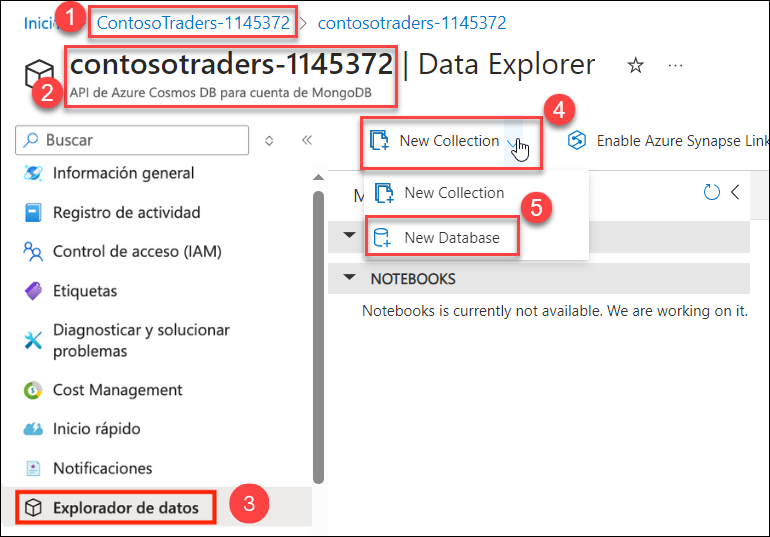 1
Inicio
ContosoTraders-1145372 > contosotraders-1145372
contosotraders-1145372 | Data Explorer
2
API de Azure Cosmos DB para cuenta de MongoDB
Buscar
Información general
Registro de actividad
Control de acceso (IAM)
Etiquetas
Diagnosticar y solucionar
problemas
Cost Management
Inicio rápido
Notificaciones
Explorador de datos
3
4
New Collection
Enable Azure Synapse Link
New Collection
5
New Database
NOTEBOOKS
Notebooks is currently not available. We are working on it.